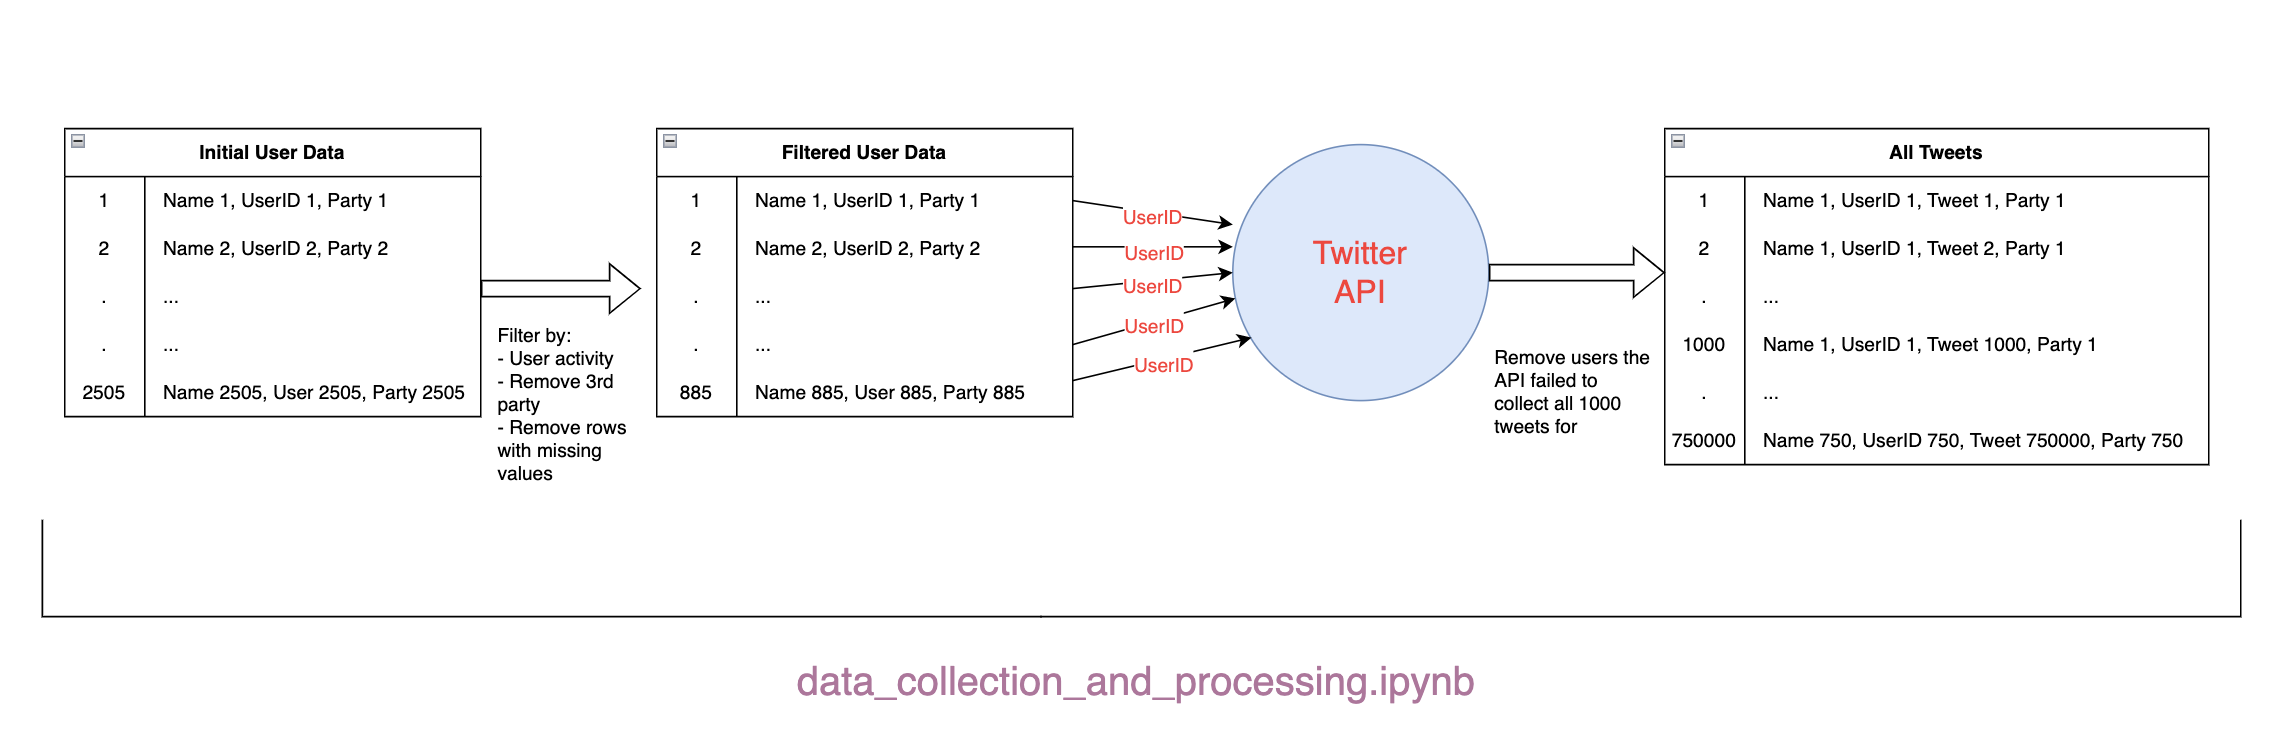 Initial User Data
1 Name 1, UserID 1, Party 1
2 Name 2, UserID 2, Party 2
. ...
. ...
2505 Name 2505, User 2505, Party 2505
Filter by:
- User activity
- Remove 3rd
party
- Remove rows
with missing
values
Filtered User Data
1 Name 1, UserID 1, Party 1
2 Name 2, UserID 2, Party 2
. ...
. ...
885 Name 885, User 885, Party 885
UserID
UserID
UserID
UserID
UserID
Twitter
API
Remove users the
API failed to
collect all 1000
tweets for
All Tweets
1 Name 1, UserID 1, Tweet 1, Party 1
2 Name 1, UserID 1, Tweet 2, Party 1
. ...
1000 Name 1, UserID 1, Tweet 1000, Party 1
. ...
750000 Name 750, UserID 750, Tweet 750000, Party 750
data_collection_and_processing.ipynb